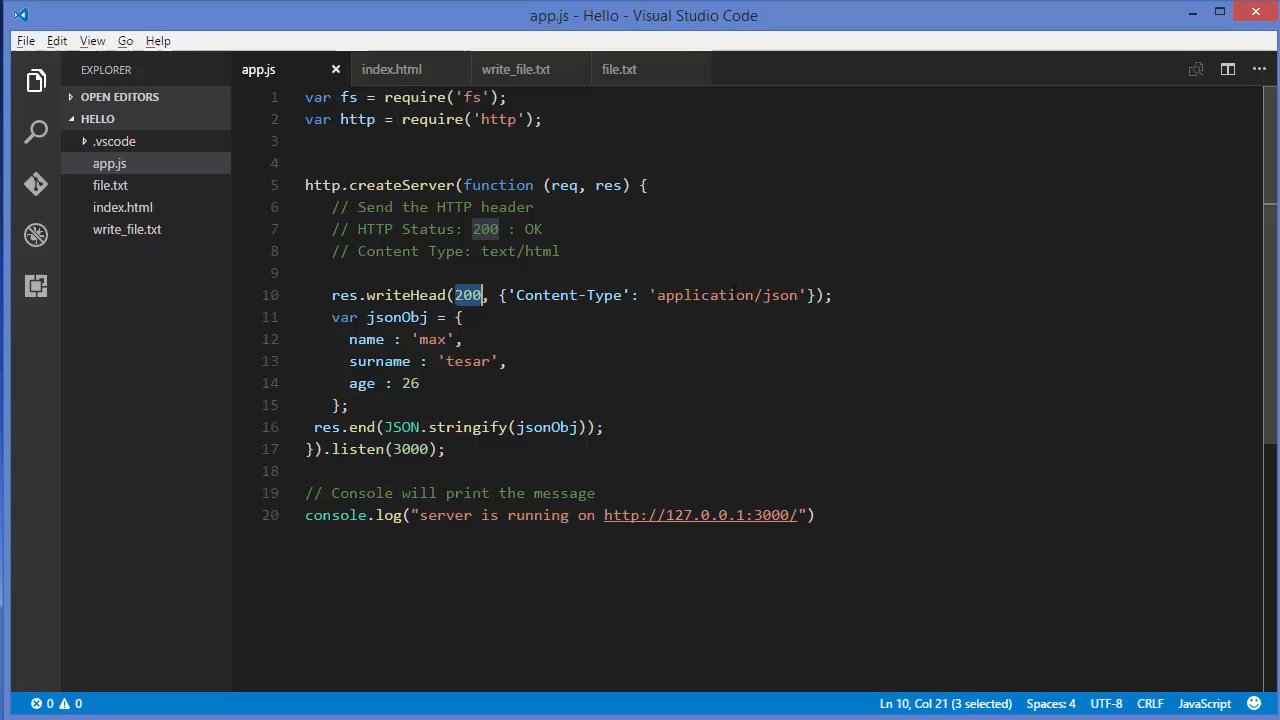 app.js - Hello - Visual Studio Code
File Edit View Go Help
EXPLORER
OPEN EDITORS
HELLO
.vscode
app.js
file.txt
index.html
write_file.txt
app.js index.html write_file.txt file.txt
1 var fs = require('fs');
2 var http = require('http');
3
4
5 http.createServer(function (req, res) {
6 // Send the HTTP header
7 // HTTP Status: 200 : OK
8 // Content Type: text/html
9
10 res.writeHead(200, {'Content-Type': 'application/json'});
11 var jsonObj = {
12 name : 'max',
13 surname : 'tesar',
14 age : 26
15 };
16 res.end(JSON.stringify(jsonObj));
17 }).listen(3000);
18
19 // Console will print the message
20 console.log("server is running on http://127.0.0.1:3000/")
0 0 Ln 10, Col 21 (3 selected) Spaces: 4 UTF-8 CRLF JavaScript